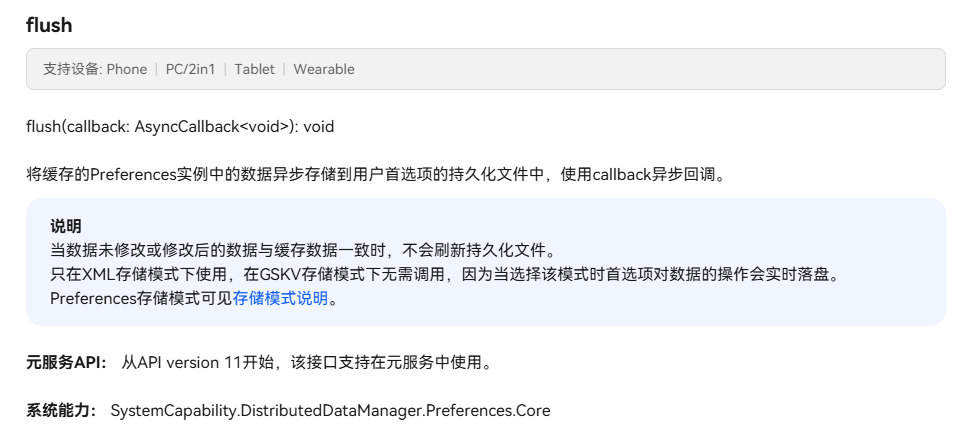 flush
支持设备: Phone | PC/2in1 | Tablet | Wearable
flush(callback: AsyncCallback<void>): void
将缓存的Preferences实例中的数据异步存储到用户首选项的持久化文件中，使用callback异步回调。
说明
当数据未修改或修改后的数据与缓存数据一致时，不会刷新持久化文件。
只在XML存储模式下使用，在GSKV存储模式下无需调用，因为当选择该模式时首选项对数据的操作会实时落盘。
Preferences存储模式可见存储模式说明。
元服务API： 从API version 11开始，该接口支持在元服务中使用。
系统能力： SystemCapability.DistributedDataManager.Preferences.Core